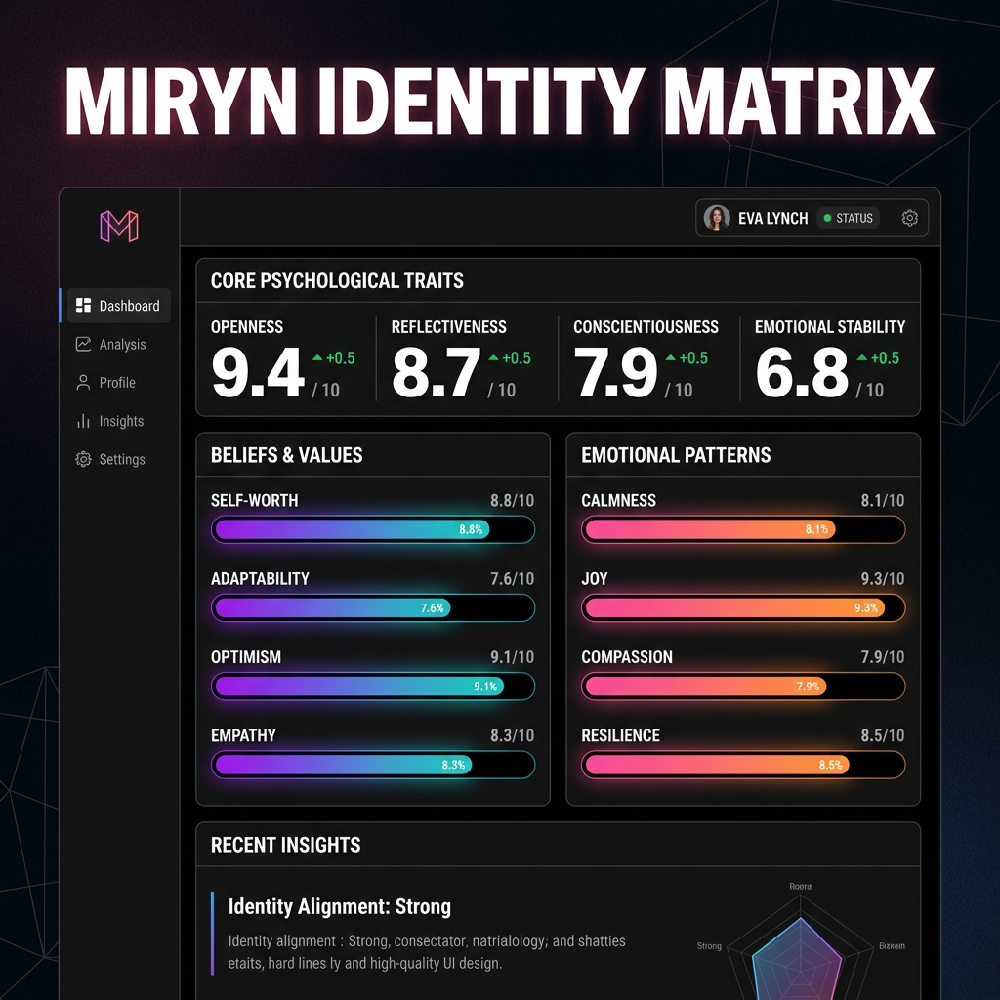 MIRYN IDENTITY MATRIX
M
EVA LYNCH
STATUS
Dashboard
Analysis
Profile
Insights
Settings
CORE PSYCHOLOGICAL TRAITS
OPENNESS
9.4 +0.5 / 10
REFLECTIVENESS
8.7 +0.5 / 10
CONSCIENTIOUSNESS
7.9 +0.5 / 10
EMOTIONAL STABILITY
6.8 +0.5 / 10
BELIEFS & VALUES
SELF-WORTH 8.8/10
8.8%
ADAPTABILITY 7.6/10
7.6%
OPTIMISM 9.1/10
9.1%
EMPATHY 8.3/10
8.3%
EMOTIONAL PATTERNS
CALMNESS 8.1/10
8.1%
JOY 9.3/10
9.3%
COMPASSION 7.9/10
7.9%
RESILIENCE 8.5/10
8.5%
RECENT INSIGHTS
Identity Alignment: Strong
Identity alignment : Strong, consectator, natrialology; and shatties
etaits, hard lines ly and high-quality UI design.
Roera
Strong